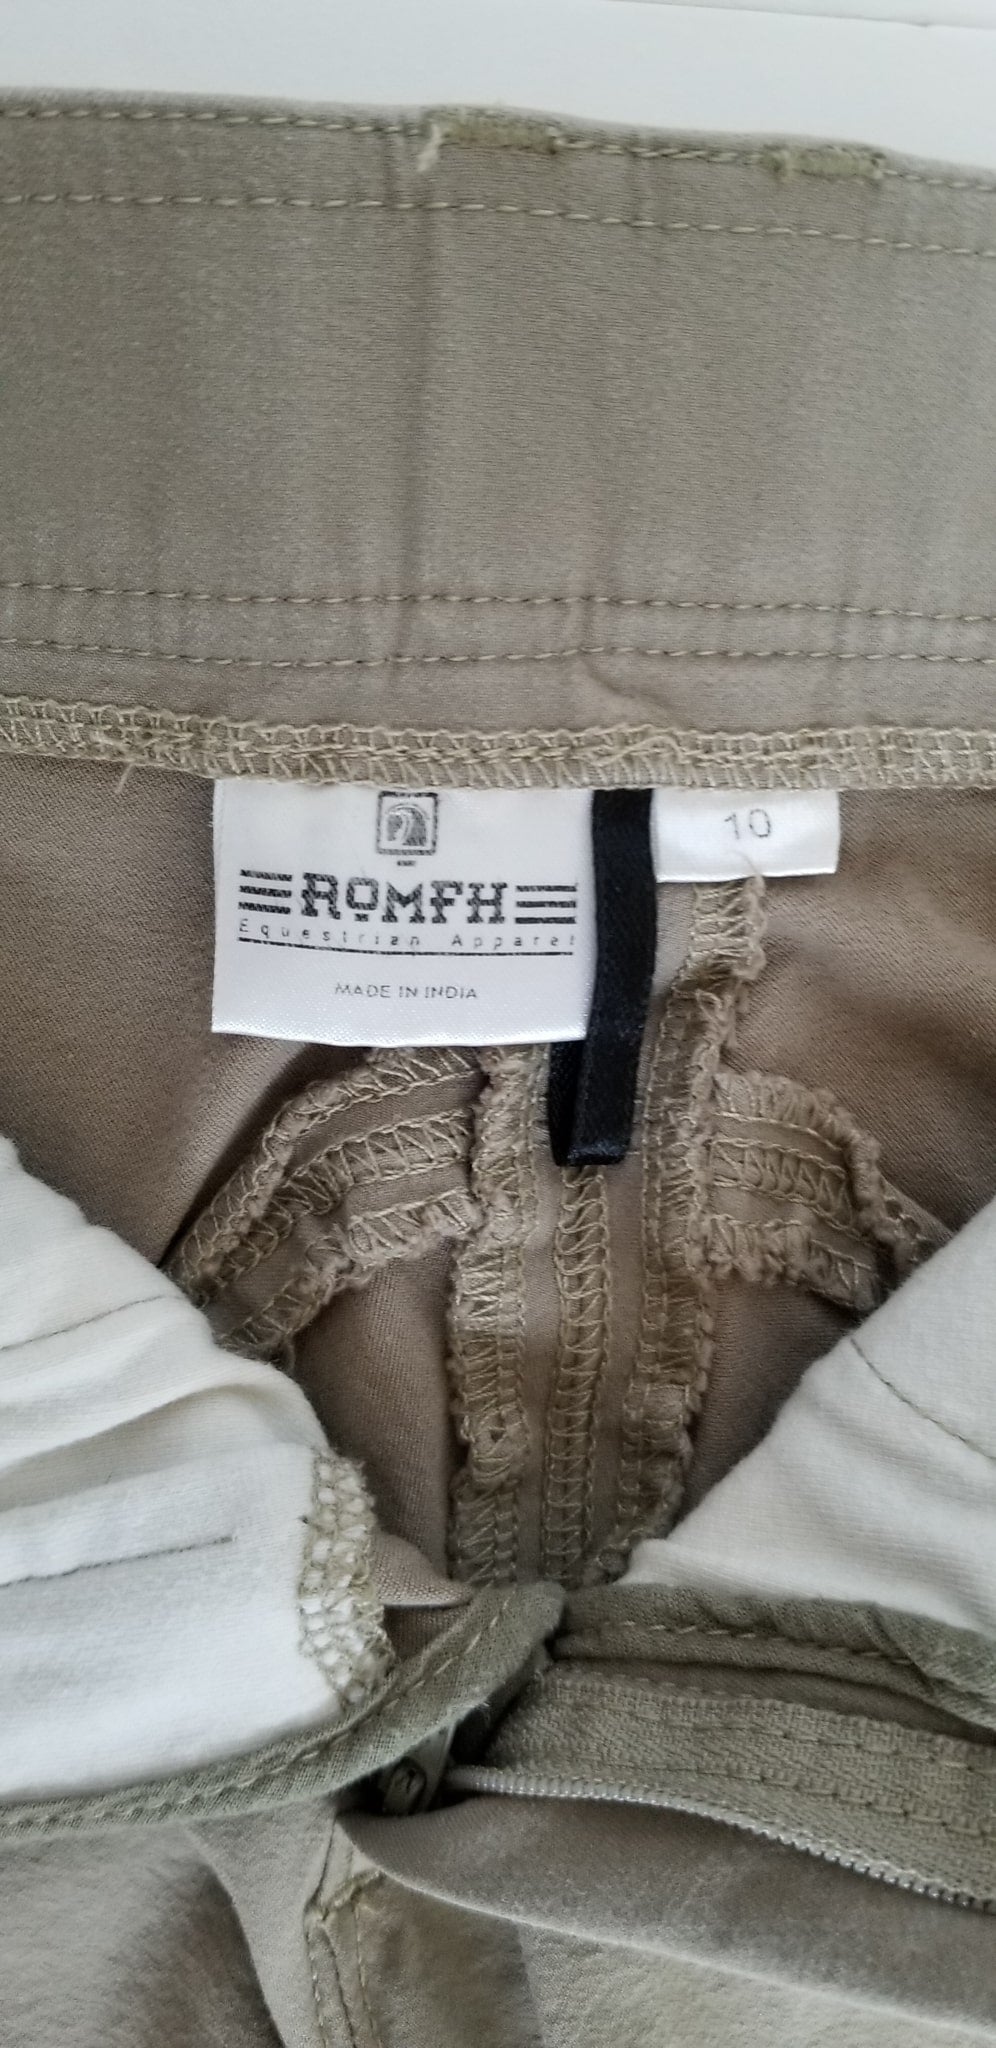 ROMFH
Equestrian Apparel
MADE IN INDIA
10